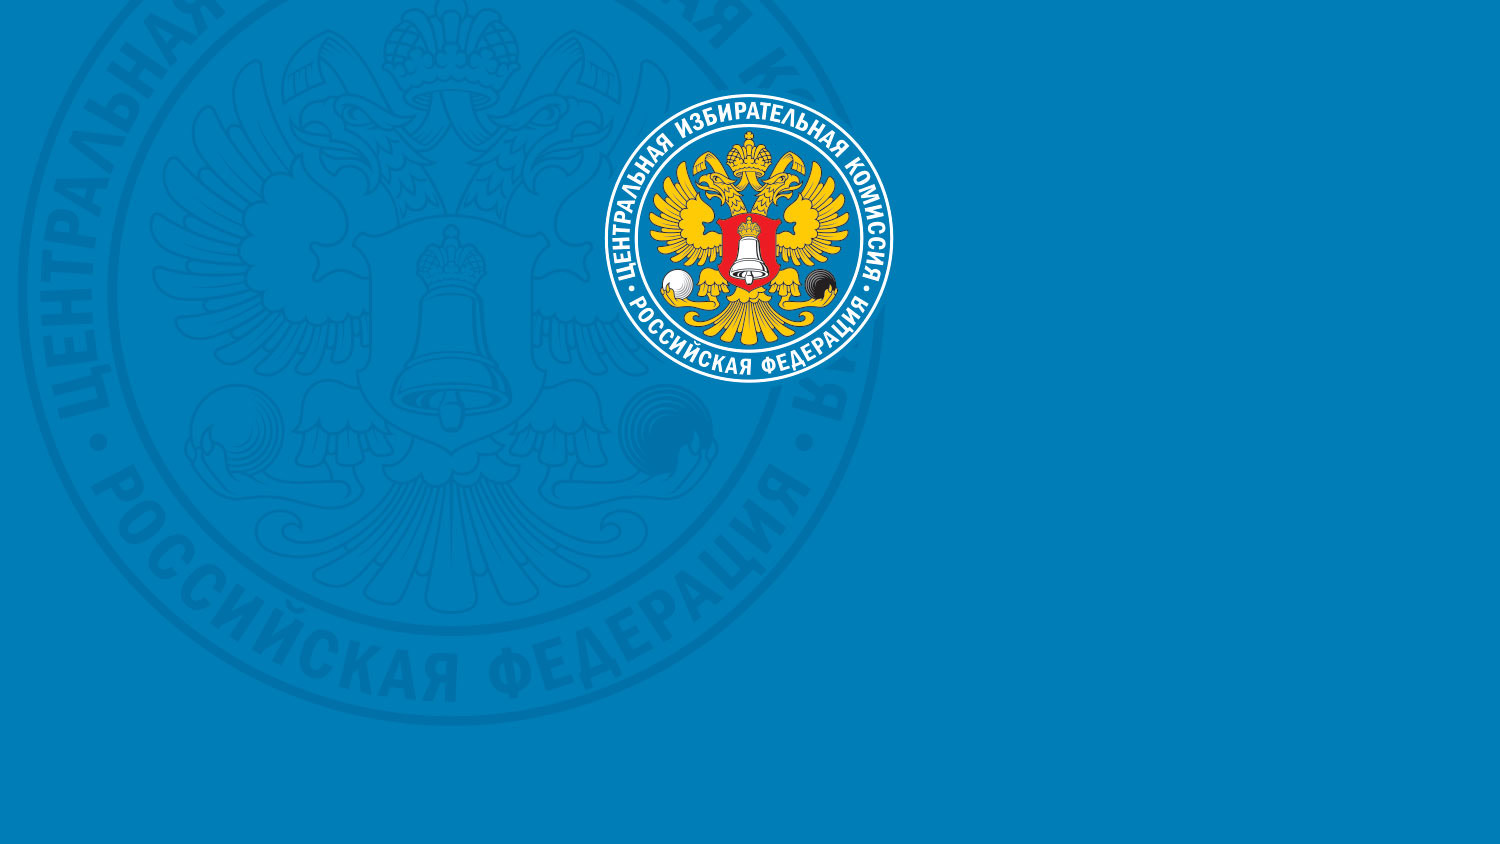 ЦЕНТРАЛЬНАЯ ИЗБИРАТЕЛЬНАЯ КОМИССИЯ
• РОССИЙСКАЯ ФЕДЕРАЦИЯ •
ЦЕНТРАЛЬНАЯ
РОССИЙСКАЯ ФЕДЕРАЦИЯ